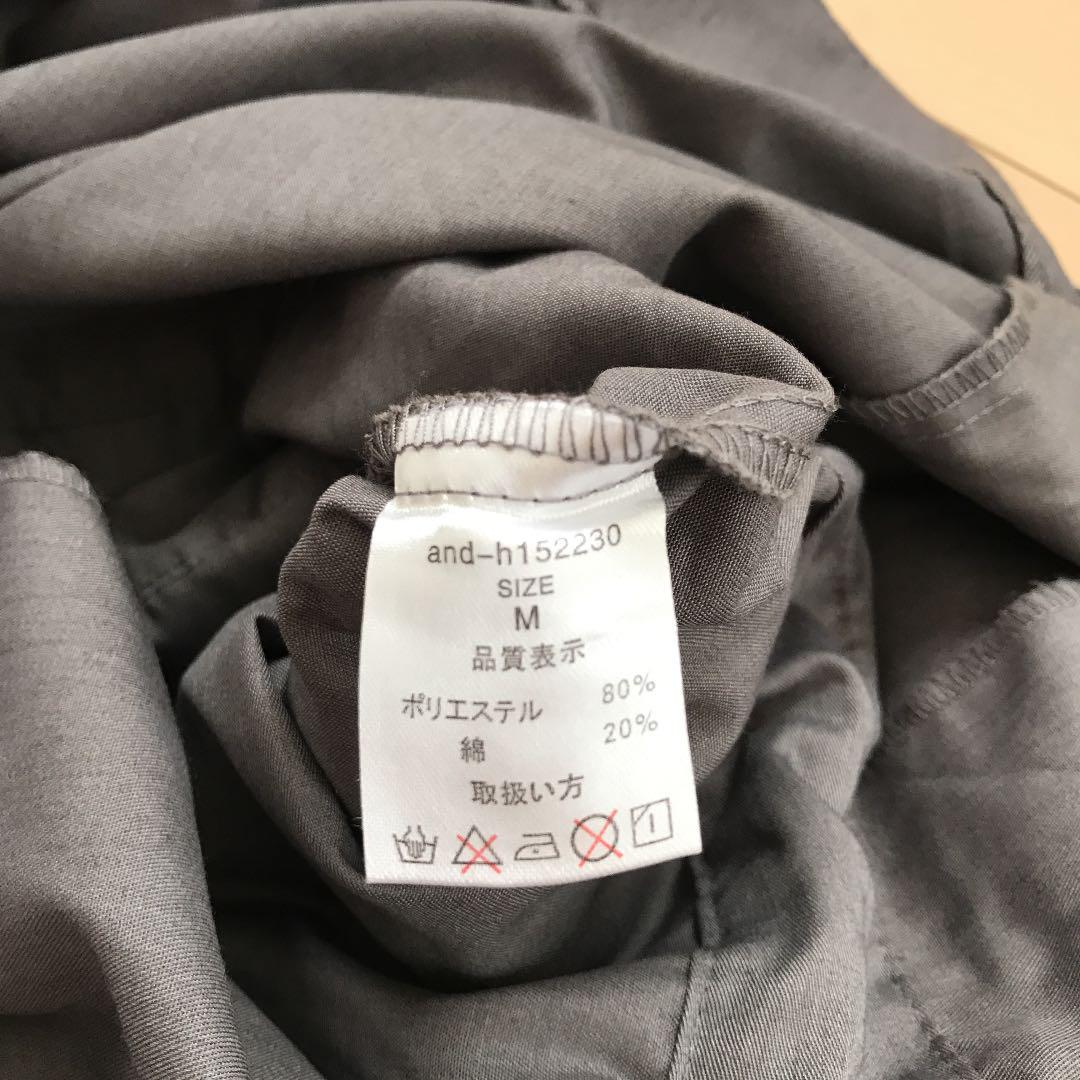 and-h152230
SIZE
M
品質表示
ポリエステル 80%
綿 20%
取扱い方